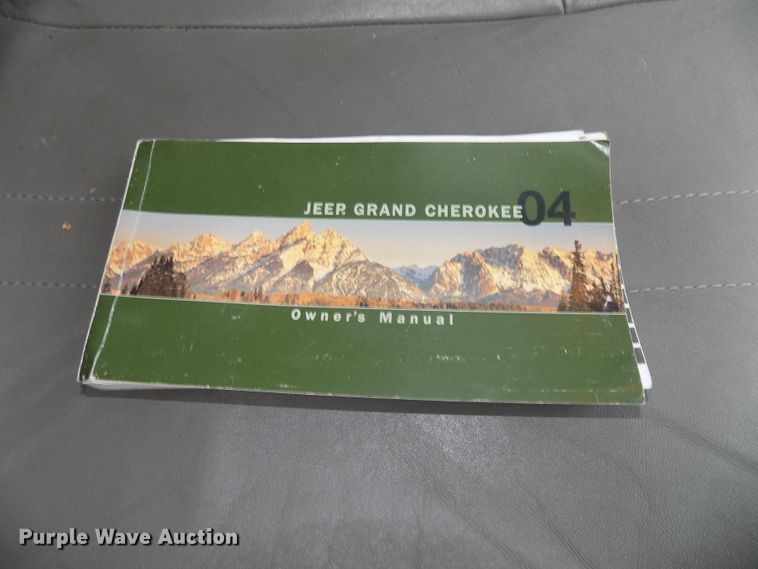 JEEP GRAND CHEROKEE 04
Owner's Manual
Purple Wave Auction